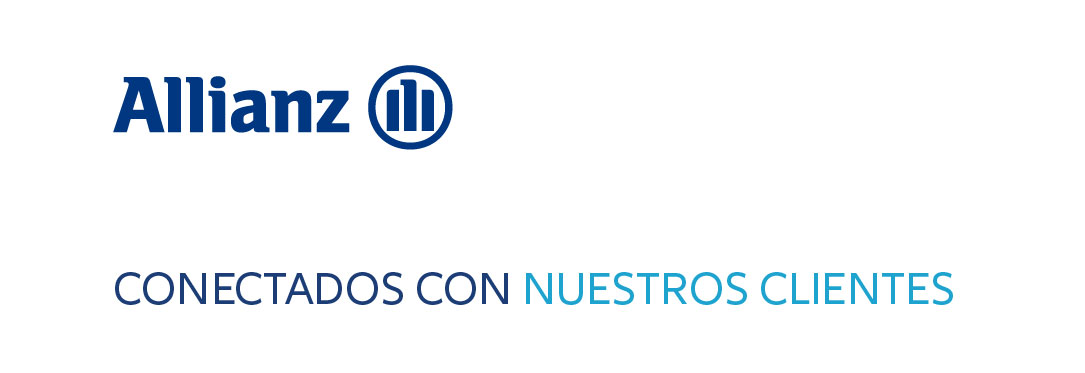 Allianz
CONECTADOS CON NUESTROS CLIENTES